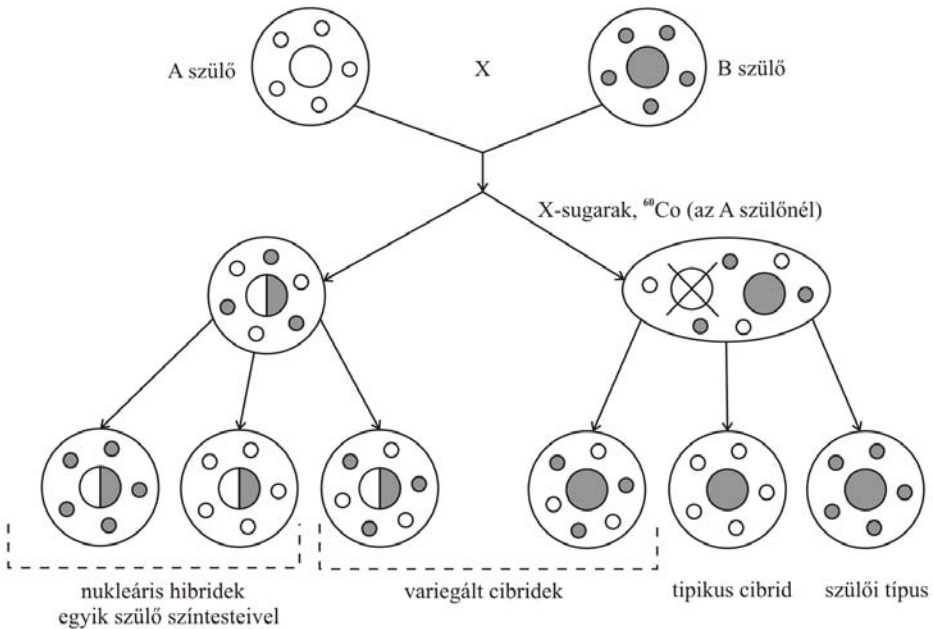 A szülő
X
B szülő
X-sugarak, ⁶⁰Co (az A szülőnél)
nukleáris hibridek
egyik szülő színtesteivel
variegált cibridek
tipikus cibrid
szülői típus